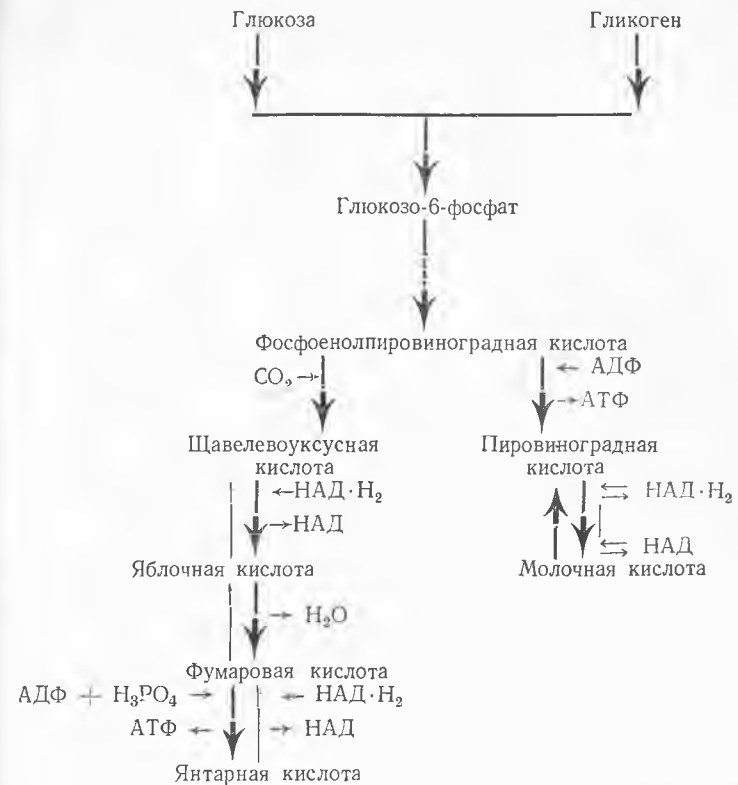 Глюкоза Гликоген
Глюкозо-6-фосфат
Фосфоенолпировиноградная кислота
CO₂ АДФ
АТФ
Щавелевоуксусная Пировиноградная
кислота кислота
НАД·H₂ НАД·H₂
НАД НАД
Яблочная кислота Молочная кислота
H₂O
Фумаровая кислота
АДФ + H₃PO₄ НАД·H₂
АТФ НАД
Янтарная кислота